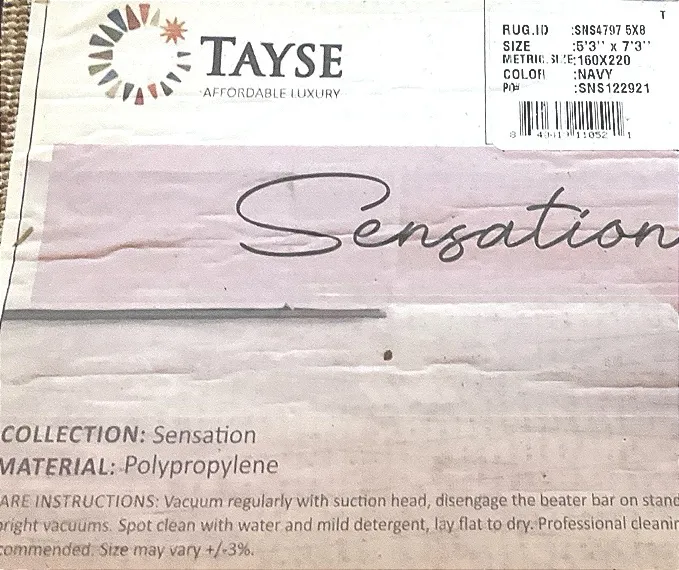 TAYSE
AFFORDABLE LUXURY
T
RUG.ID :SNS4797 5X8
SIZE :5'3'' x 7'3''
METRIC.SIZE:160X220
COLOR :NAVY
PO# :SNS122921
Sensation
COLLECTION: Sensation
MATERIAL: Polypropylene
ARE INSTRUCTIONS: Vacuum regularly with suction head, disengage the beater bar on stand
right vacuums. Spot clean with water and mild detergent, lay flat to dry. Professional cleanin
commended. Size may vary +/-3%.